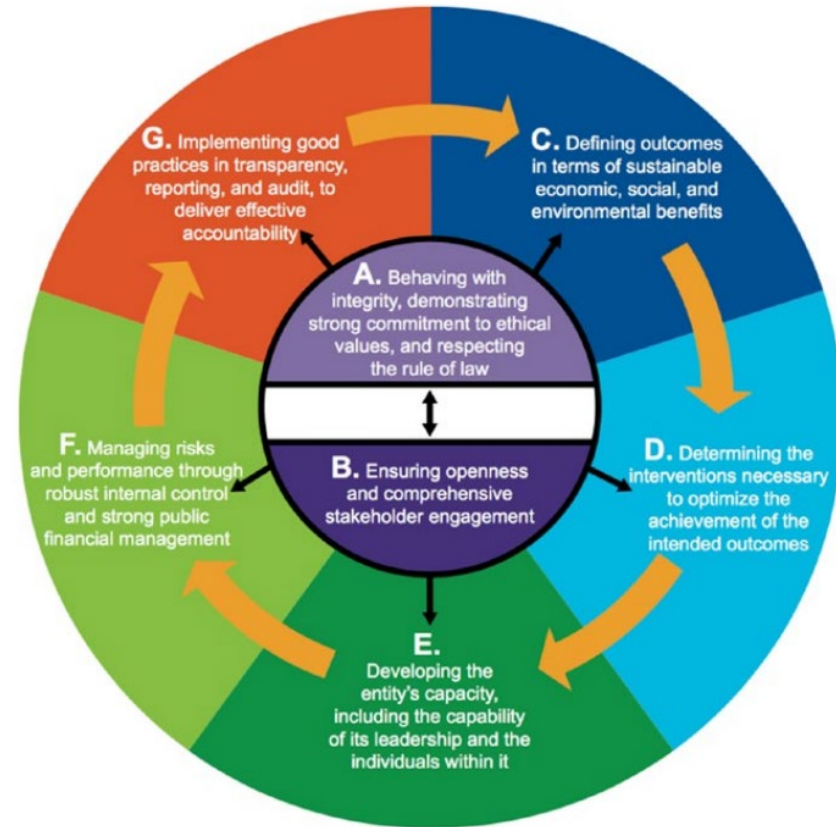 A. Behaving with
integrity, demonstrating
strong commitment to ethical
values, and respecting
the rule of law
B. Ensuring openness
and comprehensive
stakeholder engagement
C. Defining outcomes
in terms of sustainable
economic, social, and
environmental benefits
D. Determining the
interventions necessary
to optimize the
achievement of the
intended outcomes
E.
Developing the
entity's capacity,
including the capability
of its leadership and the
individuals within it
F. Managing risks
and performance through
robust internal control
and strong public
financial management
G. Implementing good
practices in transparency,
reporting, and audit, to
deliver effective
accountability